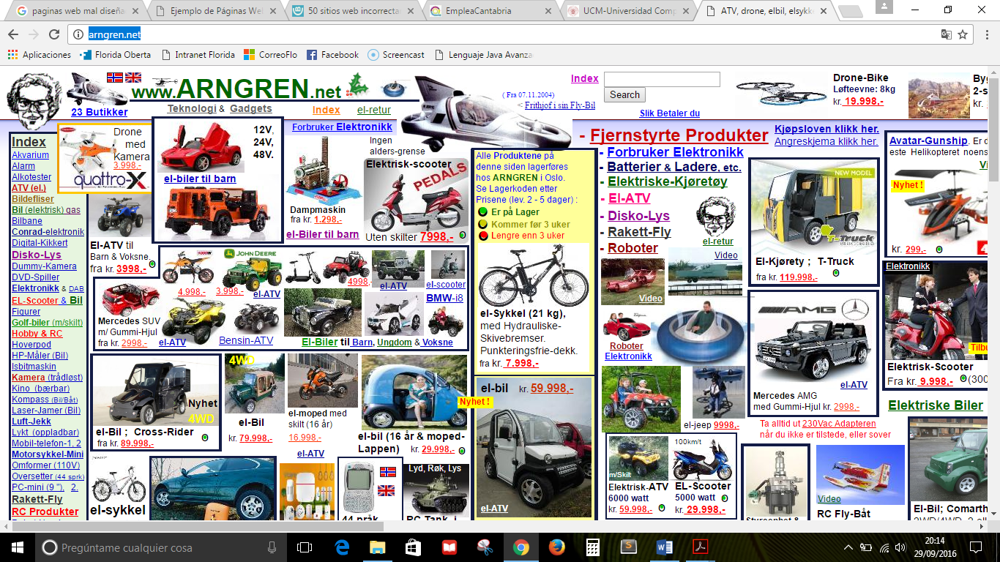 paginas web mal diseña
Ejemplo de Páginas We
50 sitios web incorrecta
EmpleaCantabria
UCM-Universidad Comp
ATV, drone, elbil, elsykk
arngren.net
Aplicaciones
Florida Oberta
Intranet Florida
CorreoFlo
Facebook
Screencast
Lenguaje Java Avanza
www.ARNGREN.net
23 Butikker
Teknologi & Gadgets
Index
el-retur
( Fra 07.11.2004)
< Frithjof i sin Fly-Bil
Index
Search
Slik Betaler du
Drone-Bike
Løfteevne: 8kg
kr. 19.998,-
Byg
2-s
kr.
Index
Akvarium
Alarm
Alkotester
ATV (el.)
Bildefliser
Bil (elektrisk) gas
Bilbane
Conrad-elektronik
Digital-Kikkert
Disko-Lys
Dummy-Kamera
DVD-Spiller
Elektronikk & DAB
EL-Scooter & Bil
Figurer
Golf-biler (m/skilt)
Hobby & RC
Hoverpod
HP-Måler (Bil)
Isbitmaskin
Kamera (trådløst)
Kino (bærbar)
Kompass (Bil/Båt)
Laser-Jamer (Bil)
Luft-Jekk
Lykt (oppladbar)
Mobil-telefon-1, 2
Motorsykkel-Mini
Omformer (110V)
Oversetter (44 sprk)
PC-mini (9 "), 2.
Rakett-Fly
RC Produkter
Drone
med
Kamera
3.998,-
quattro-X
12V,
24V,
48V.
el-biler til barn
Forbruker Elektronikk
Dampmaskin
fra kr. 1.298,-
el-Biler til barn
Ingen
alders-grense
Elektrisk-scooter
PEDALS
Uten skilter 7998,-
Alle Produktene på
denne siden lagerføres
hos ARNGREN i Oslo.
Se Lagerkoden etter
Prisene (lev. 2 - 5 dager) :
Er på Lager
Kommer før 3 uker
Lengre enn 3 uker
- Fjernstyrte Produkter
- Forbruker Elektronikk
- Batterier & Ladere, etc.
- Elektriske-Kjøretøy
- El-ATV
- Disko-Lys
- Rakett-Fly
- Roboter
el-retur
Video
Video
Kjøpsloven klikk her.
Angreskjema klikk her.
NEW MODEL
T-Truck
El-Kjørety ; T-Truck
fra kr. 119.998,-
Avatar-Gunship. Er d
este Helikopteret noens
Vi
Nyhet !
kr. 299,-
El-ATV til
Barn & Voksne
fra kr. 3998,-
1000W
4.998,-
JOHN DEERE
3.998,-
el-ATV
4998,-
el-ATV
el-scooter
BMW-i8
Mercedes SUV
m/ Gummi-Hjul
fra kr. 2998,-
el-ATV
Bensin-ATV
El-Biler til Barn, Ungdom & Voksne
el-Sykkel (21 kg),
med Hydrauliske-
Skivebremser.
Punkteringsfrie-dekk.
fra kr. 7.998,-
Roboter
Elektronikk
AMG
el-ATV
Mercedes AMG
med Gummi-Hjul kr. 2998,-
Elektronikk
Tilbu
Elektrisk-Scooter
Fra kr. 9.998,- (300
Nyhet
4WD
el-Bil ; Cross-Rider
fra kr. 89.998,-
4WD
el-Bil
kr. 79.998,-
el-moped med
skilt (16 år)
16.998,-
el-ATV
el-bil (16 år & moped-
Lappen) kr. 29.998,-
el-bil kr. 59.998,-
Nyhet !
el-ATV
el-jeep 9998,-
Ta alltid ut 230Vac Adapteren
når du ikke er tilstede, eller sover
Elektriske Biler
el-sykkel
44 språk
Lyd, Røk, Lys
RC Tank, i
m/Skilt
Elektrisk-ATV
6000 watt
kr. 59.998,-
100km/t
EL-Scooter
5000 watt
kr. 29.998,-
Video
RC Fly-Båt
El-Bil; Comarth
Pregúntame cualquier cosa
20:14
29/09/2016